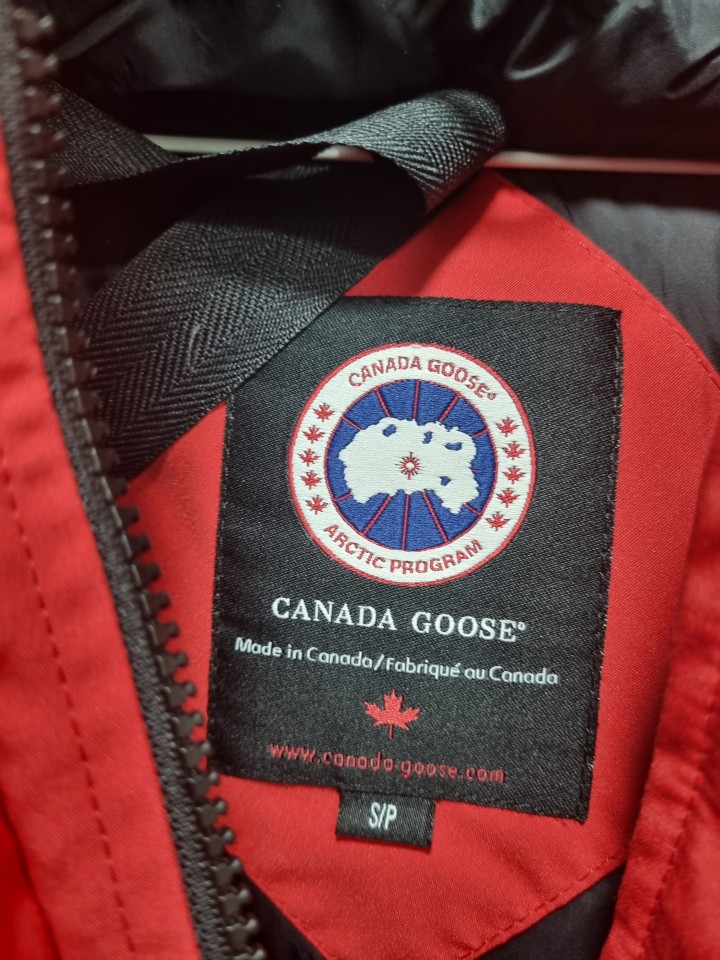 CANADA GOOSE®
ARCTIC PROGRAM
CANADA GOOSE®
Made in Canada/Fabriqué au Canada
www.canada-goose.com
S/P